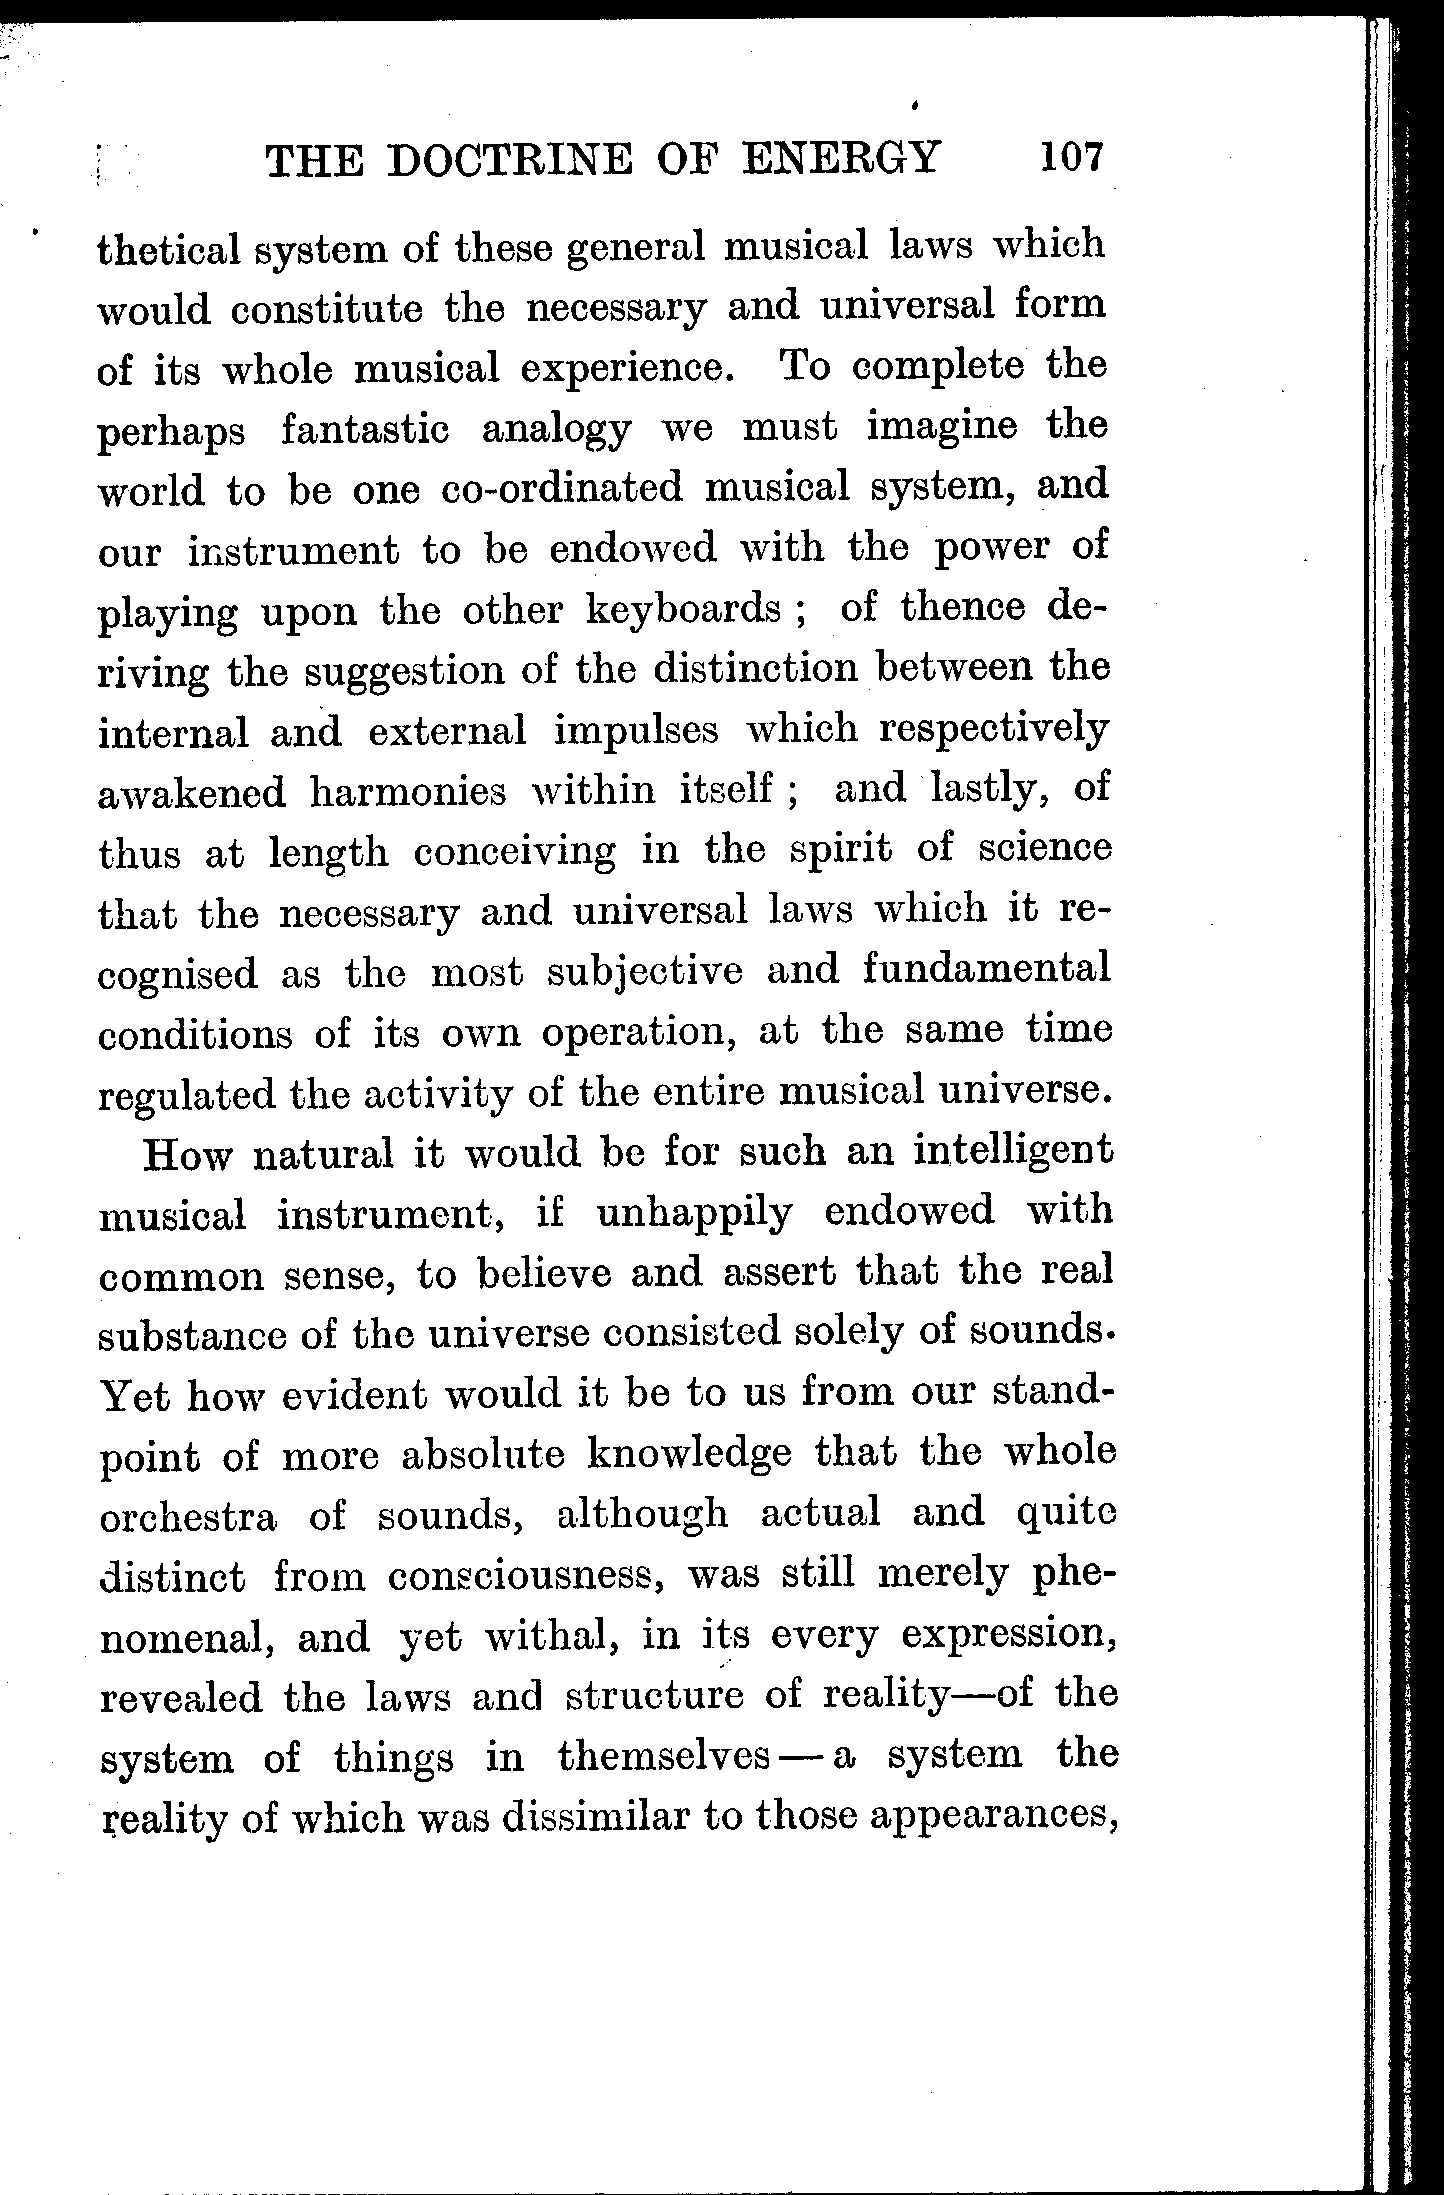 THE DOCTRINE OF ENERGY 107
thetical system of these general musical laws which
would constitute the necessary and universal form
of its whole musical experience. To complete the
perhaps fantastic analogy we must imagine the
world to be one co-ordinated musical system, and
our instrument to be endowed with the power of
playing upon the other keyboards ; of thence de-
riving the suggestion of the distinction between the
internal and external impulses which respectively
awakened harmonies within itself ; and lastly, of
thus at length conceiving in the spirit of science
that the necessary and universal laws which it re-
cognised as the most subjective and fundamental
conditions of its own operation, at the same time
regulated the activity of the entire musical universe.
How natural it would be for such an intelligent
musical instrument, if unhappily endowed with
common sense, to believe and assert that the real
substance of the universe consisted solely of sounds.
Yet how evident would it be to us from our stand-
point of more absolute knowledge that the whole
orchestra of sounds, although actual and quite
distinct from consciousness, was still merely phe-
nomenal, and yet withal, in its every expression,
revealed the laws and structure of reality—of the
system of things in themselves — a system the
reality of which was dissimilar to those appearances,